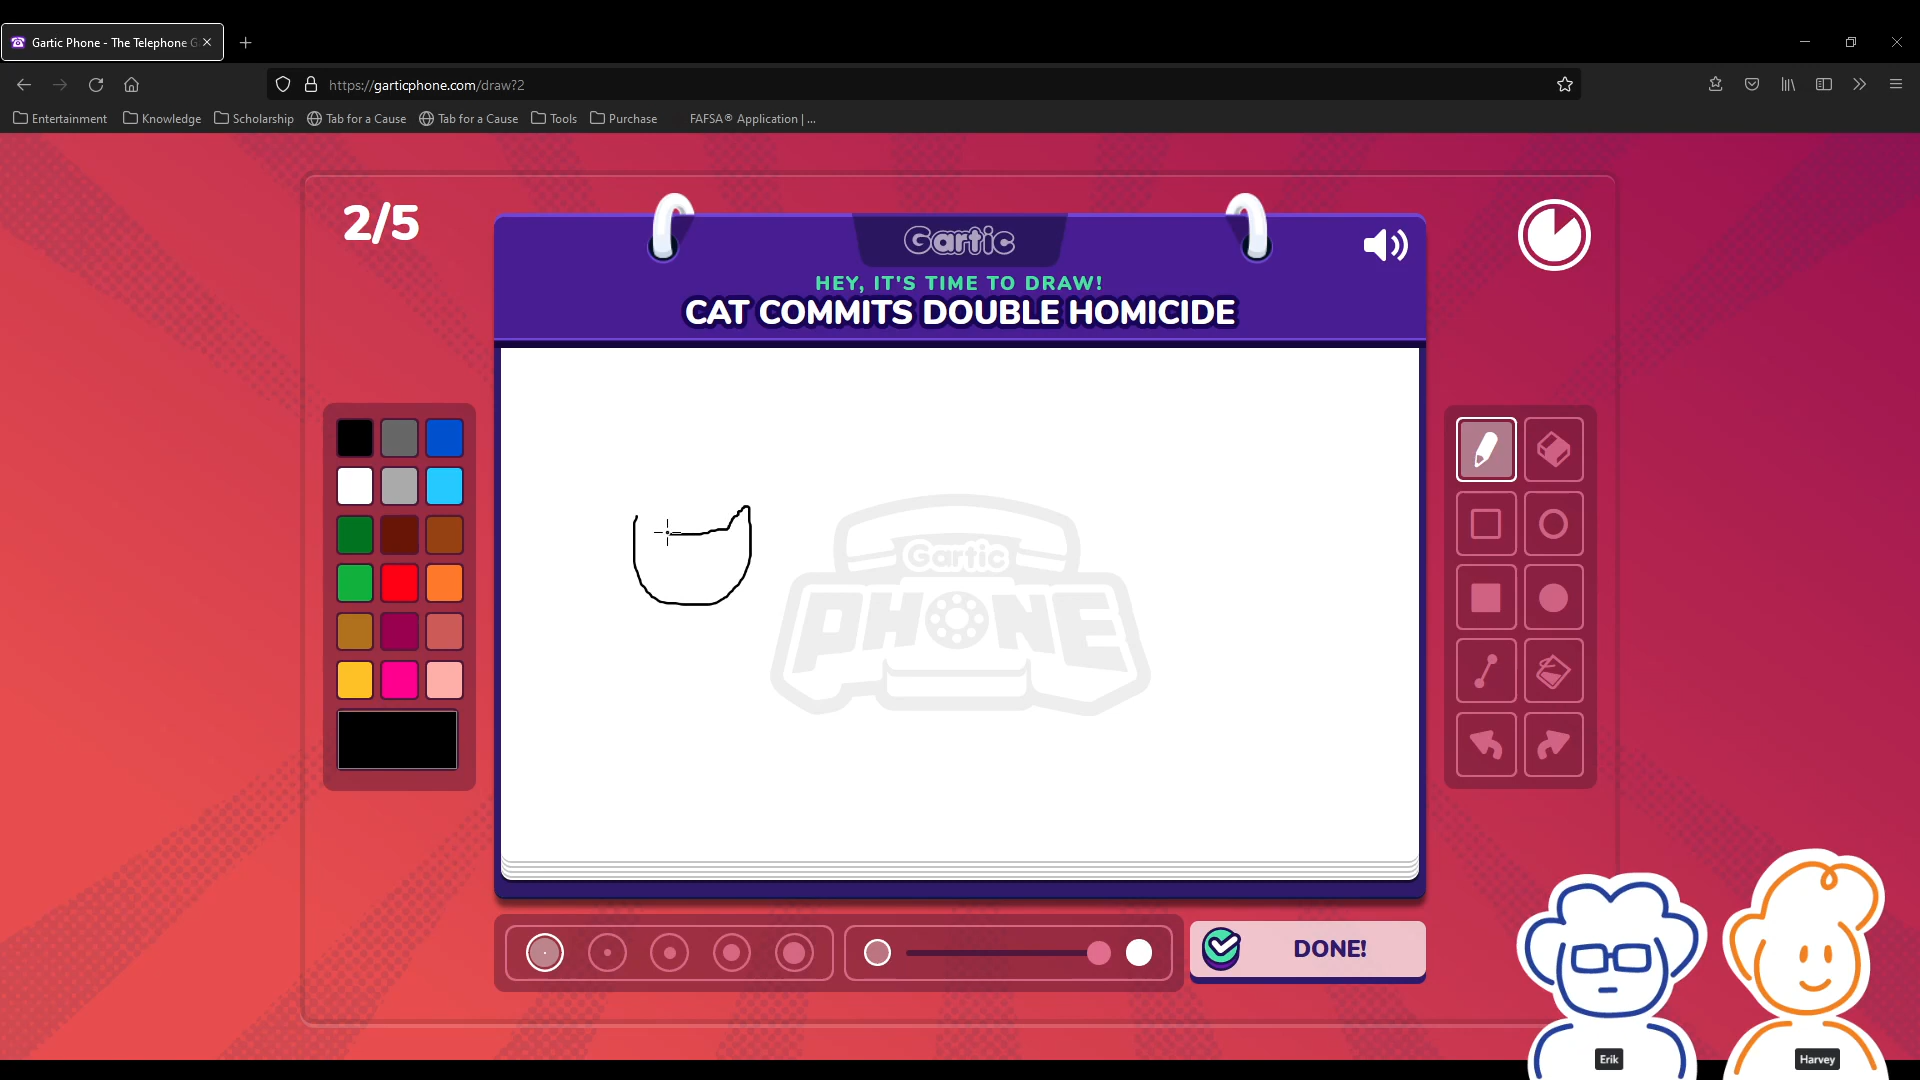 Gartic Phone - The Telephone G
https://garticphone.com/draw?2
Entertainment Knowledge Scholarship Tab for a Cause Tab for a Cause Tools Purchase FAFSA® Application | ...
2/5
Gartic
HEY, IT'S TIME TO DRAW!
CAT COMMITS DOUBLE HOMICIDE
Gartic
PHONE
DONE!
Erik
Harvey